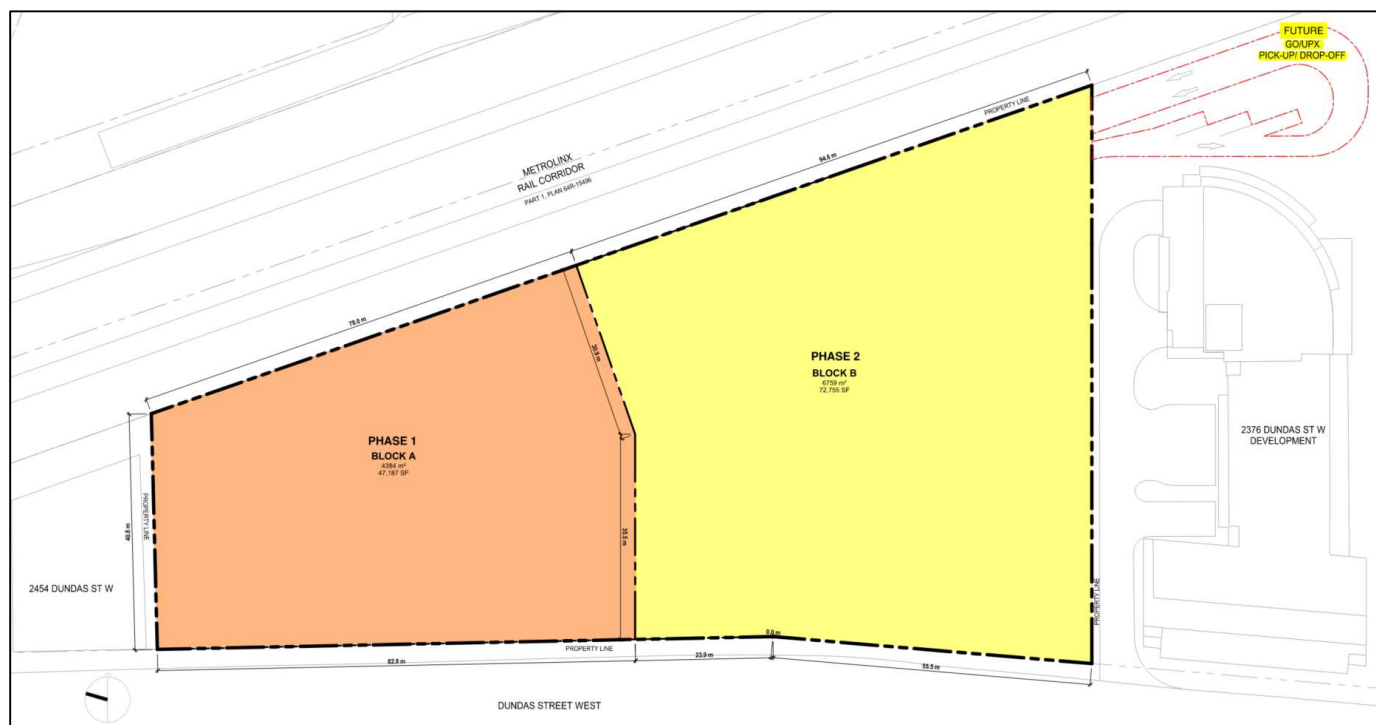 FUTURE
GO/UPX
PICK-UP/ DROP-OFF
PROPERTY LINE
94.6 m
METROLINX
RAIL CORRIDOR
PART 1, PLAN 64R-15496
78.0 m
30.9 m
PHASE 2
BLOCK B
6759 m²
72,755 SF
PHASE 1
BLOCK A
4384 m²
47,187 SF
2376 DUNDAS ST W
DEVELOPMENT
PROPERTY LINE
40.8 m
35.5 m
2454 DUNDAS ST W
PROPERTY LINE
0.0 m
PROPERTY LINE
82.8 m
23.9 m
55.5 m
DUNDAS STREET WEST